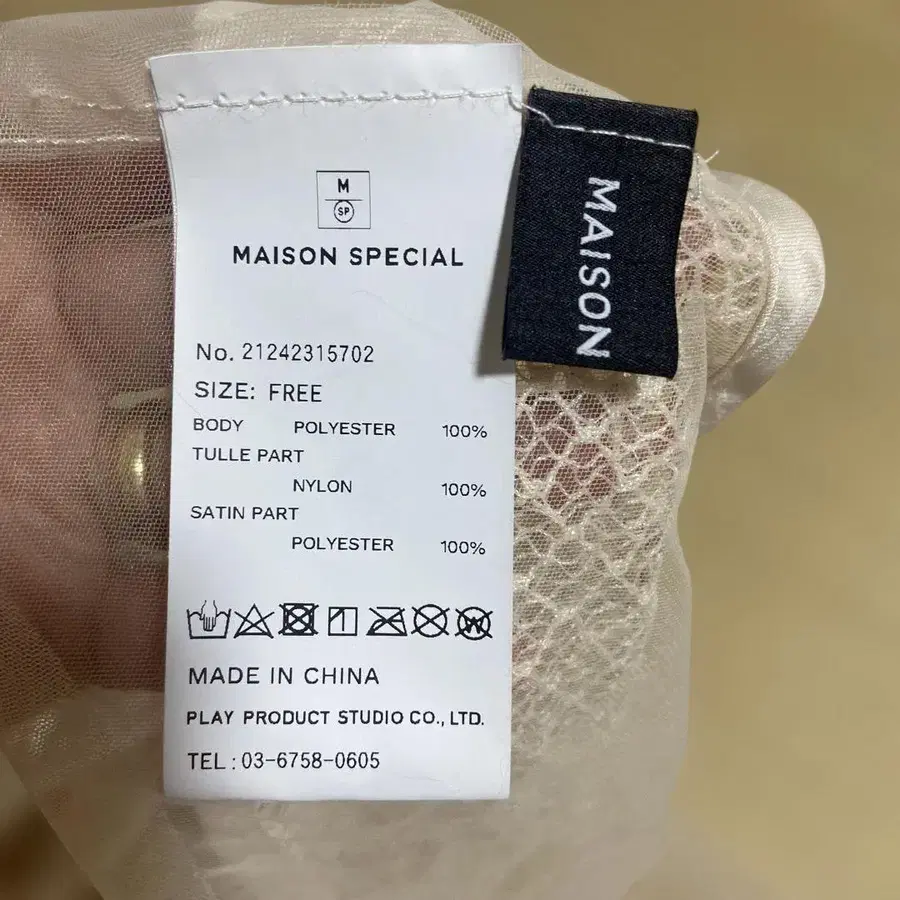 M
SP
MAISON SPECIAL
No. 21242315702
SIZE: FREE
BODY POLYESTER 100%
TULLE PART
NYLON 100%
SATIN PART
POLYESTER 100%
W
MADE IN CHINA
PLAY PRODUCT STUDIO CO., LTD.
TEL : 03-6758-0605
MAISON